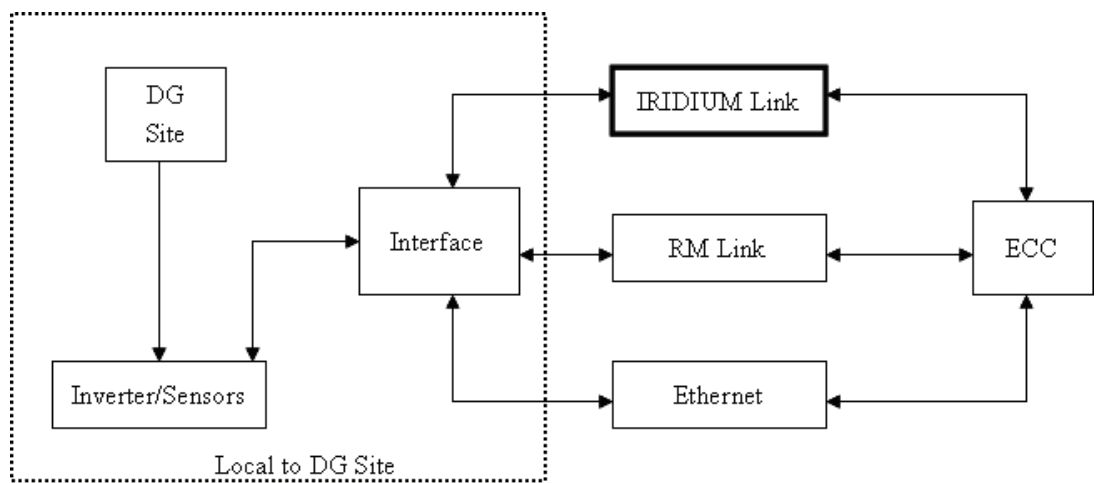 DG
Site
IRIDIUM Link
Interface
RM Link
ECC
Inverter/Sensors
Ethernet
Local to DG Site